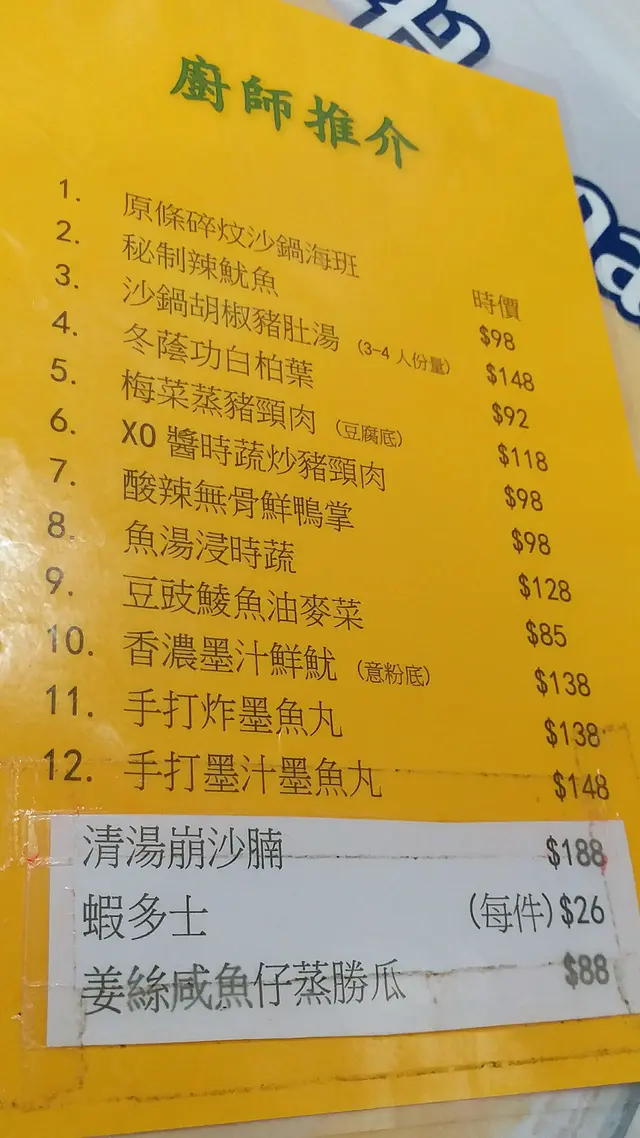 廚師推介
1. 原條碎炆沙鍋海班 時價
2. 秘制辣魷魚 $98
3. 沙鍋胡椒豬肚湯 (3-4 人份量) $148
4. 冬蔭功白柏葉 $92
5. 梅菜蒸豬頸肉 (豆腐底) $118
6. XO 醬時蔬炒豬頸肉 $98
7. 酸辣無骨鮮鴨掌 $98
8. 魚湯浸時蔬 $128
9. 豆豉鯪魚油麥菜 $85
10. 香濃墨汁鮮魷 (意粉底) $138
11. 手打炸墨魚丸 $138
12. 手打墨汁墨魚丸 $148
清湯崩沙腩 $188
蝦多士 (每件) $26
姜絲咸魚仔蒸勝瓜 $88